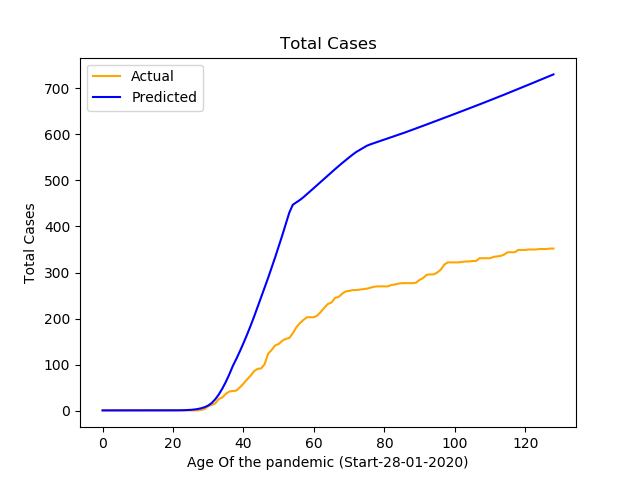 Total Cases
Actual
Predicted
700
600
500
400
300
200
100
0
Total Cases
0 20 40 60 80 100 120
Age Of the pandemic (Start-28-01-2020)